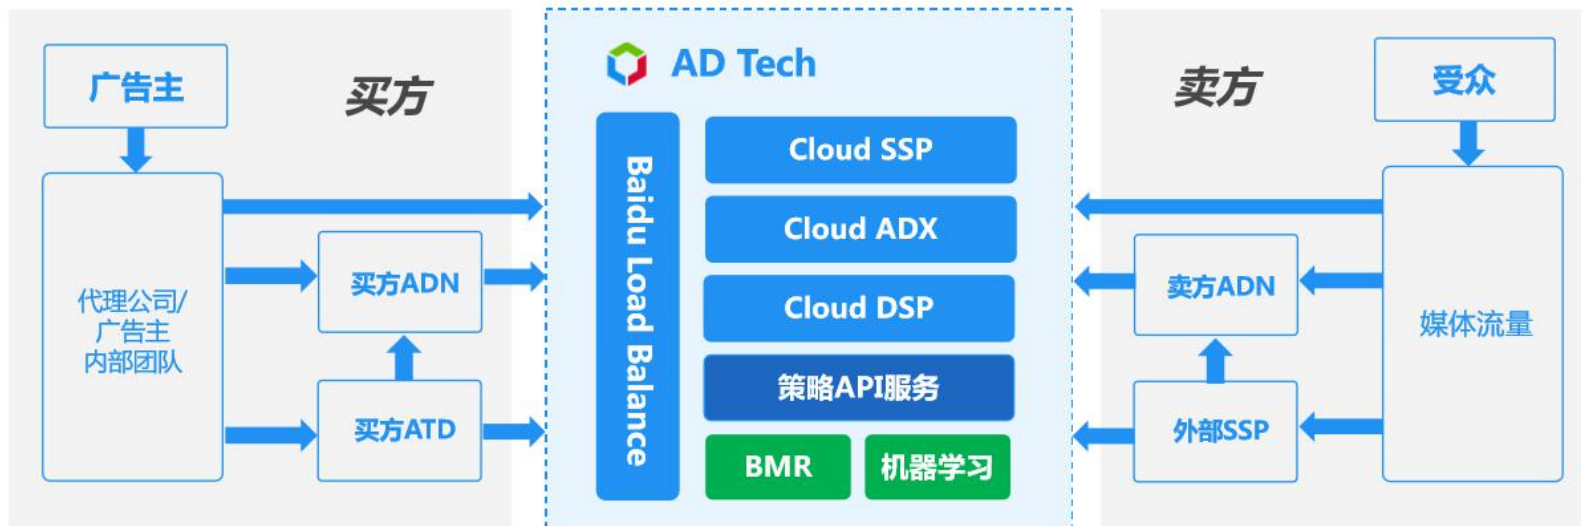 广告主
买方
代理公司/
广告主
内部团队
买方ADN
买方ATD
AD Tech
Baidu Load Balance
Cloud SSP
Cloud ADX
Cloud DSP
策略API服务
BMR
机器学习
卖方
受众
卖方ADN
外部SSP
媒体流量